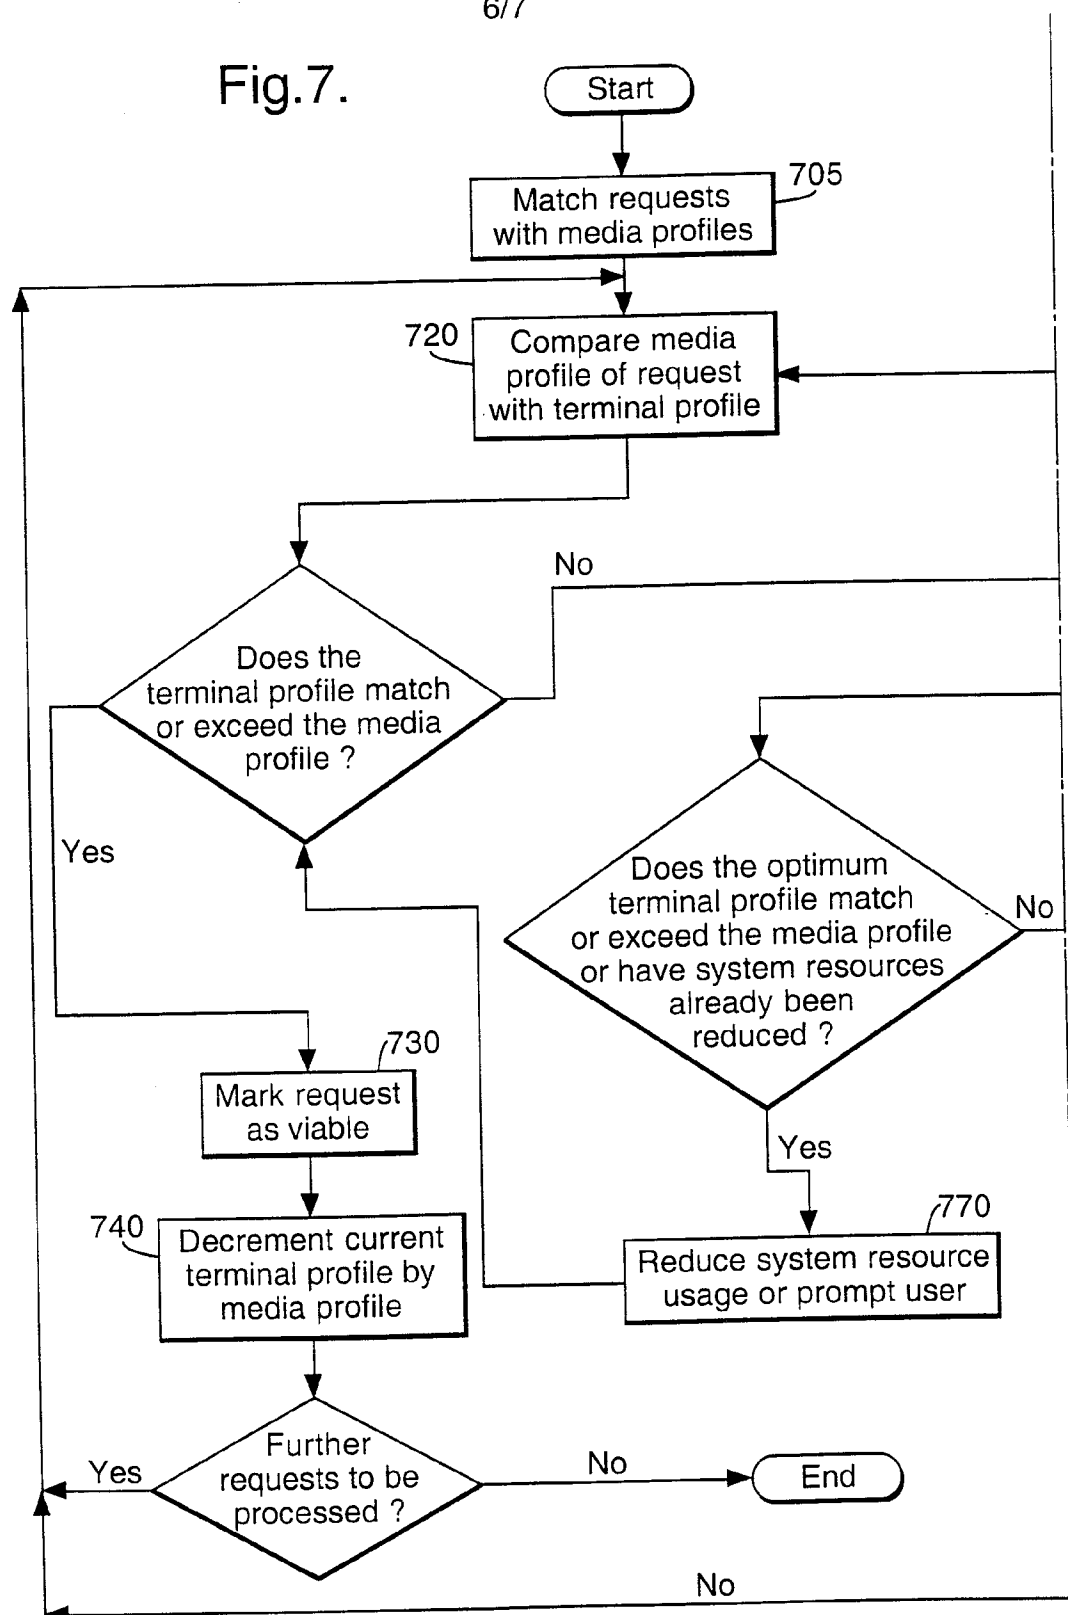 6/7
Fig.7.
Start
705
Match requests
with media profiles
720
Compare media
profile of request
with terminal profile
No
Does the
terminal profile match
or exceed the media
profile ?
Yes
Does the optimum
terminal profile match
or exceed the media profile
or have system resources
already been
reduced ?
No
730
Mark request
as viable
Yes
770
740
Decrement current
terminal profile by
media profile
Reduce system resource
usage or prompt user
Further
requests to be
processed ?
Yes
No
End
No